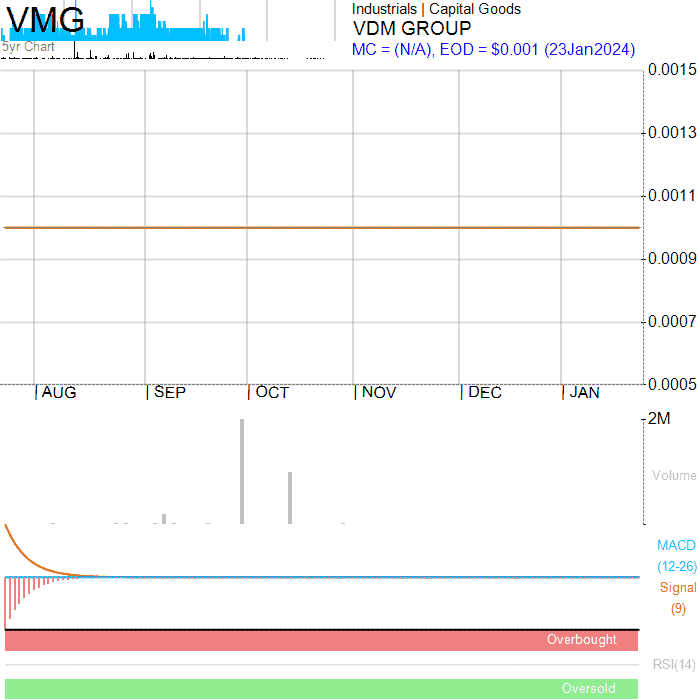 VMG
Industrials | Capital Goods
VDM GROUP
5yr Chart
MC = (N/A), EOD = $0.001 (23Jan2024)
0.0015
0.0013
0.0011
0.0009
0.0007
0.0005
AUG SEP OCT NOV DEC JAN
2M
Volume
MACD
(12-26)
Signal
(9)
Overbought
RSI(14)
Oversold